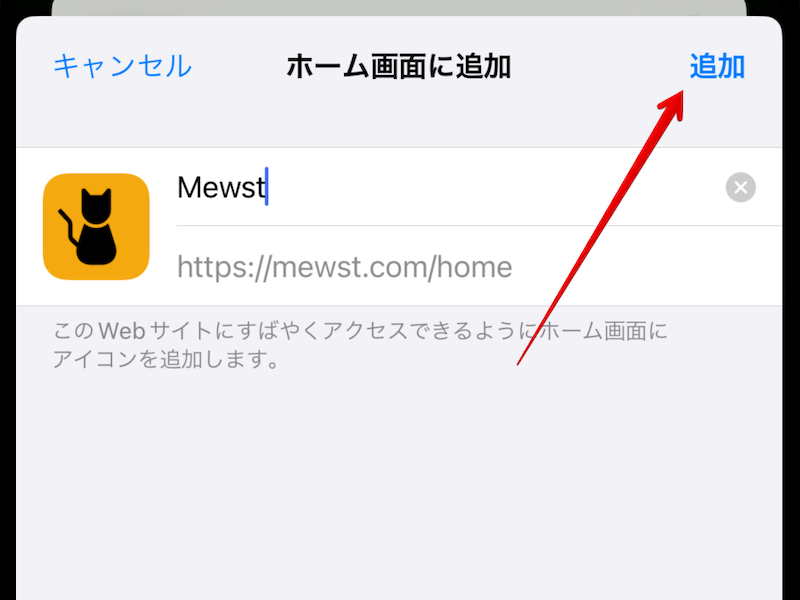 キャンセル ホーム画面に追加 追加
Mewst
https://mewst.com/home
このWebサイトにすばやくアクセスできるようにホーム画面に
アイコンを追加します。